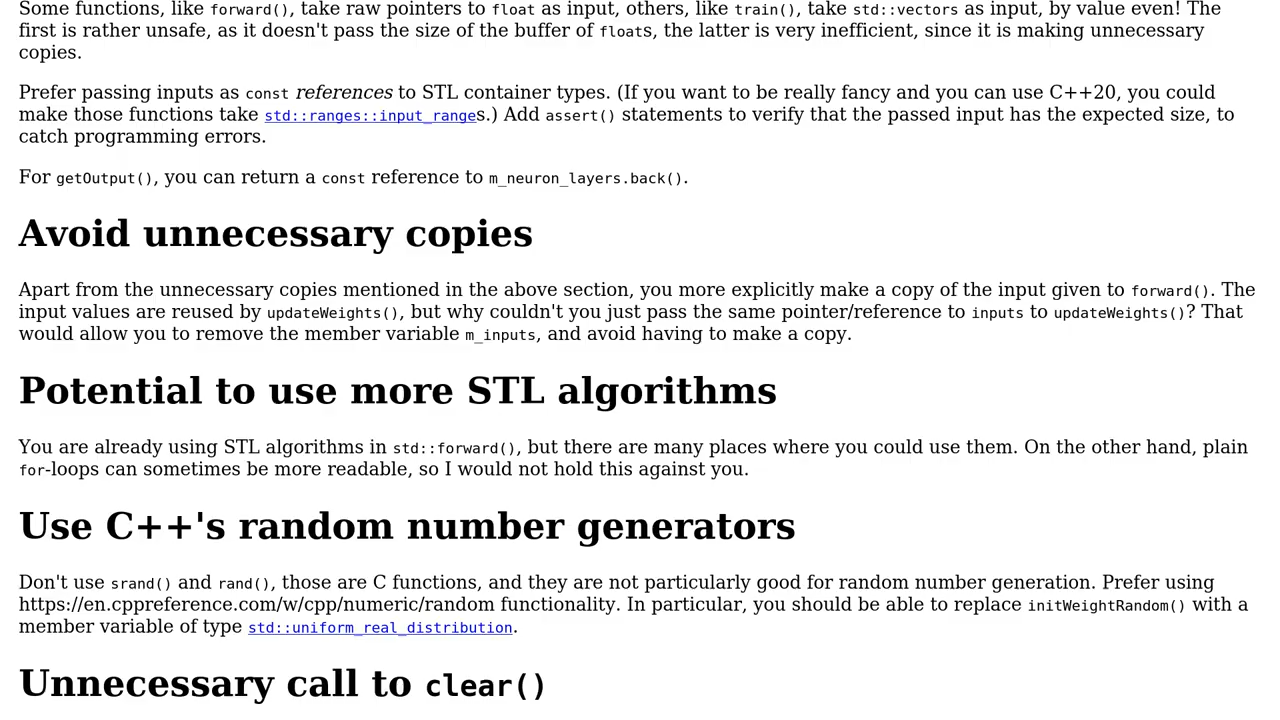 Some functions, like forward(), take raw pointers to float as input, others, like train(), take std::vectors as input, by value even! The
first is rather unsafe, as it doesn't pass the size of the buffer of floats, the latter is very inefficient, since it is making unnecessary
copies.
Prefer passing inputs as const references to STL container types. (If you want to be really fancy and you can use C++20, you could
make those functions take std::ranges::input_ranges.) Add assert() statements to verify that the passed input has the expected size, to
catch programming errors.
For getOutput(), you can return a const reference to m_neuron_layers.back().
Avoid unnecessary copies
Apart from the unnecessary copies mentioned in the above section, you more explicitly make a copy of the input given to forward(). The
input values are reused by updateWeights(), but why couldn't you just pass the same pointer/reference to inputs to updateWeights()? That
would allow you to remove the member variable m_inputs, and avoid having to make a copy.
Potential to use more STL algorithms
You are already using STL algorithms in std::forward(), but there are many places where you could use them. On the other hand, plain
for-loops can sometimes be more readable, so I would not hold this against you.
Use C++'s random number generators
Don't use srand() and rand(), those are C functions, and they are not particularly good for random number generation. Prefer using
https://en.cppreference.com/w/cpp/numeric/random functionality. In particular, you should be able to replace initWeightRandom() with a
member variable of type std::uniform_real_distribution.
Unnecessary call to clear()